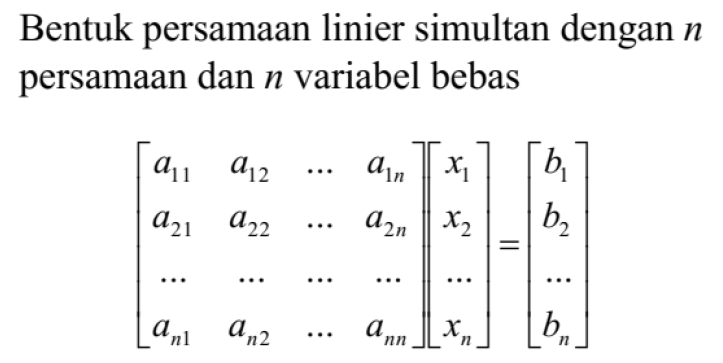 Bentuk persamaan linier simultan dengan n
persamaan dan n variabel bebas
[a₁₁ a₁₂ ... a₁ₙ] [x₁] [b₁]
[a₂₁ a₂₂ ... a₂ₙ] [x₂] = [b₂]
[... ... ... ...] [...] [...]
[aₙ₁ aₙ₂ ... aₙₙ] [xₙ] [bₙ]